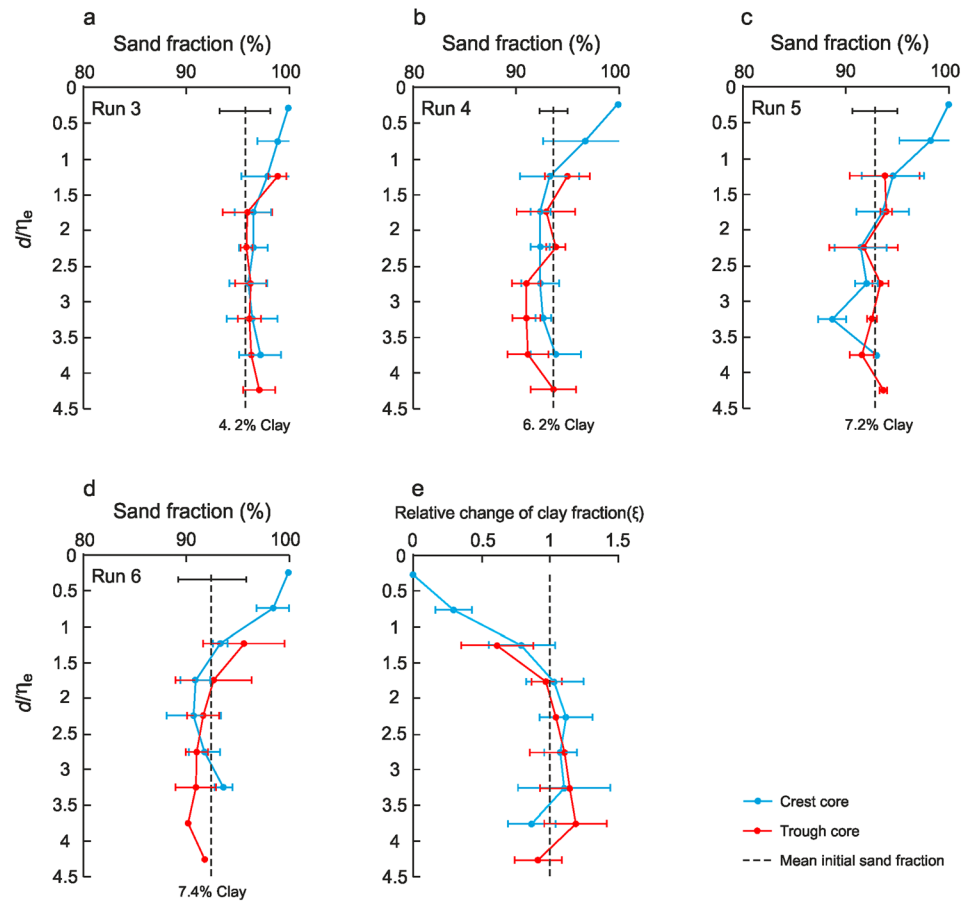 a
Sand fraction (%)
80 90 100
0
0.5
1
1.5
2
2.5
3
3.5
4
4.5
d/ηe
Run 3
4. 2% Clay
b
Sand fraction (%)
80 90 100
0
0.5
1
1.5
2
2.5
3
3.5
4
4.5
Run 4
6. 2% Clay
c
Sand fraction (%)
80 90 100
0
0.5
1
1.5
2
2.5
3
3.5
4
4.5
Run 5
7.2% Clay
d
Sand fraction (%)
80 90 100
0
0.5
1
1.5
2
2.5
3
3.5
4
4.5
d/ηe
Run 6
7.4% Clay
e
Relative change of clay fraction(ξ)
0 0.5 1 1.5
0
0.5
1
1.5
2
2.5
3
3.5
4
4.5
Crest core
Trough core
Mean initial sand fraction